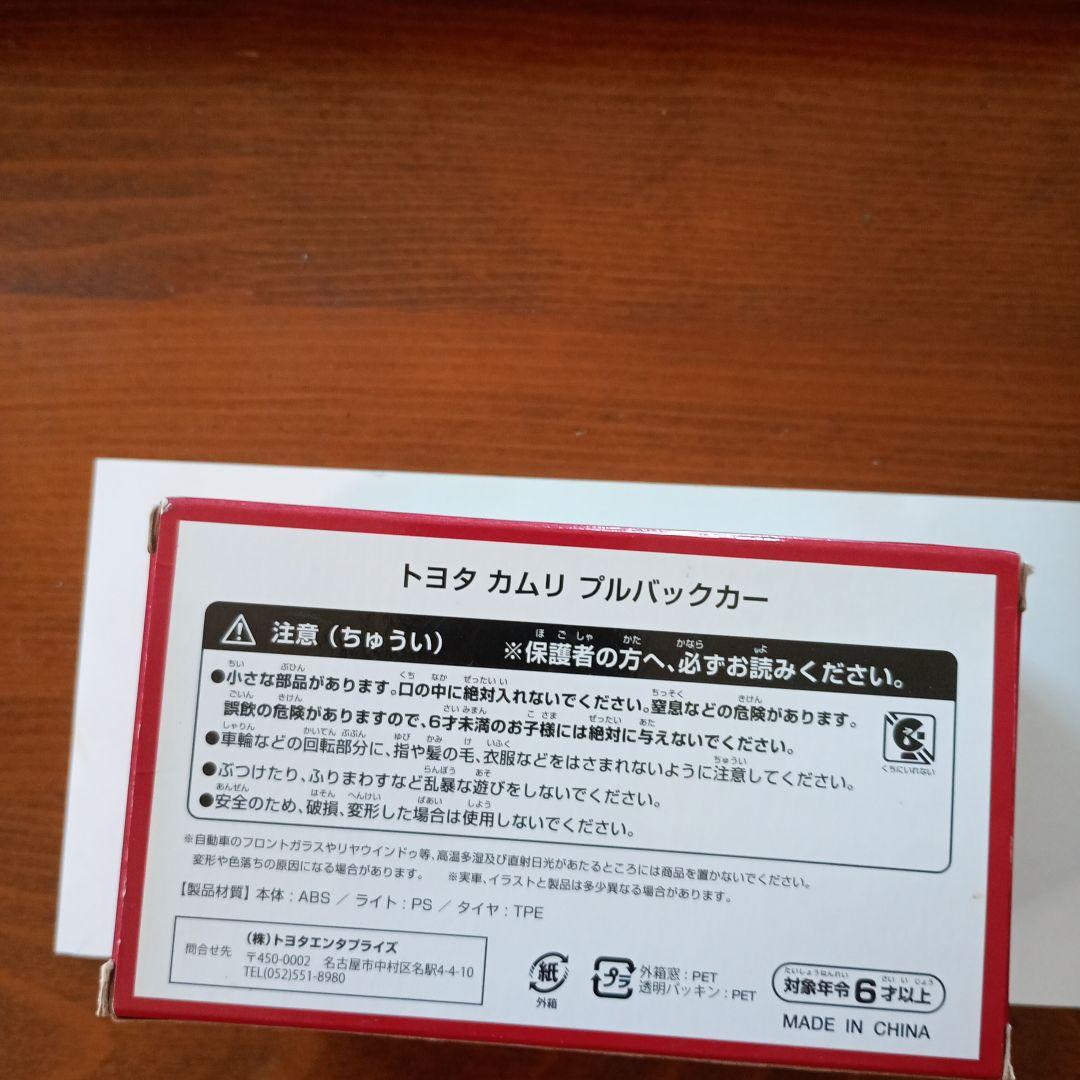 トヨタ カムリ プルバックカー
注意（ちゅうい） ※保護者の方へ、必ずお読みください。
●小さな部品があります。口の中に絶対入れないでください。窒息などの危険があります。
誤飲の危険がありますので、6才未満のお子様には絶対に与えないでください。
●車輪などの回転部分に、指や髪の毛、衣服などをはさまれないように注意してください。
●ぶつけたり、ふりまわすなど乱暴な遊びをしないでください。
●安全のため、破損、変形した場合は使用しないでください。
くちにいれない
※自動車のフロントガラスやリヤウインドゥ等、高温多湿及び直射日光があたるところには商品を置かないでください。
変形や色落ちの原因になる場合があります。 ※実車、イラストと製品は多少異なる場合があります。
【製品材質】本体：ABS ／ ライト：PS ／ タイヤ：TPE
問合せ先
（株）トヨタエンタプライズ
〒450-0002 名古屋市中村区名駅4-4-10
TEL(052)551-8980
紙
外箱
プラ
外箱窓：PET
透明パッキン：PET
対象年令6才以上
MADE IN CHINA